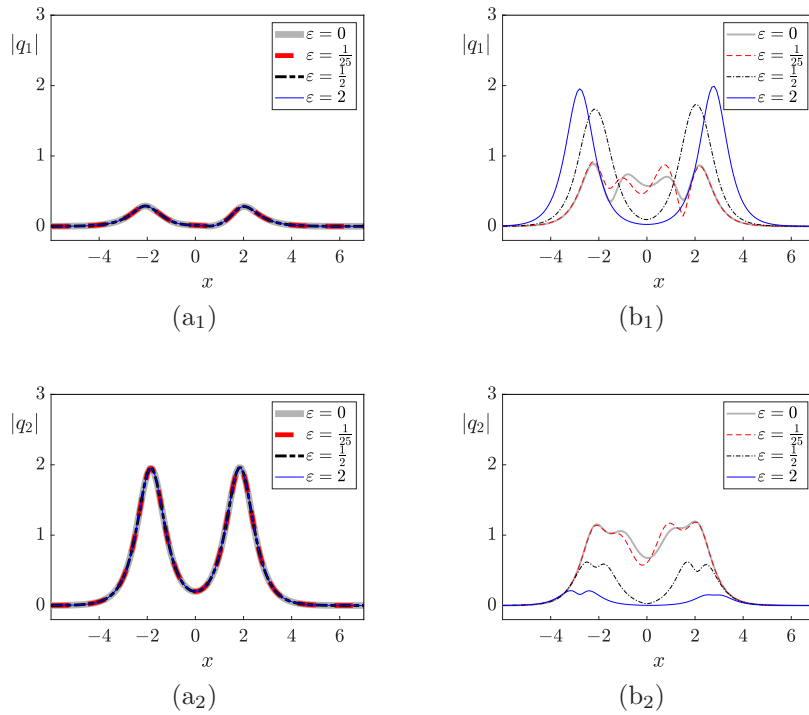 3
2
1
0
|q₁|
ε = 0
ε = 1/25
ε = 1/2
ε = 2
−4 −2 0 2 4 6
x
(a₁)
3
2
1
0
|q₁|
ε = 0
ε = 1/25
ε = 1/2
ε = 2
−4 −2 0 2 4 6
x
(b₁)
3
2
1
0
|q₂|
ε = 0
ε = 1/25
ε = 1/2
ε = 2
−4 −2 0 2 4 6
x
(a₂)
3
2
1
0
|q₂|
ε = 0
ε = 1/25
ε = 1/2
ε = 2
−4 −2 0 2 4 6
x
(b₂)